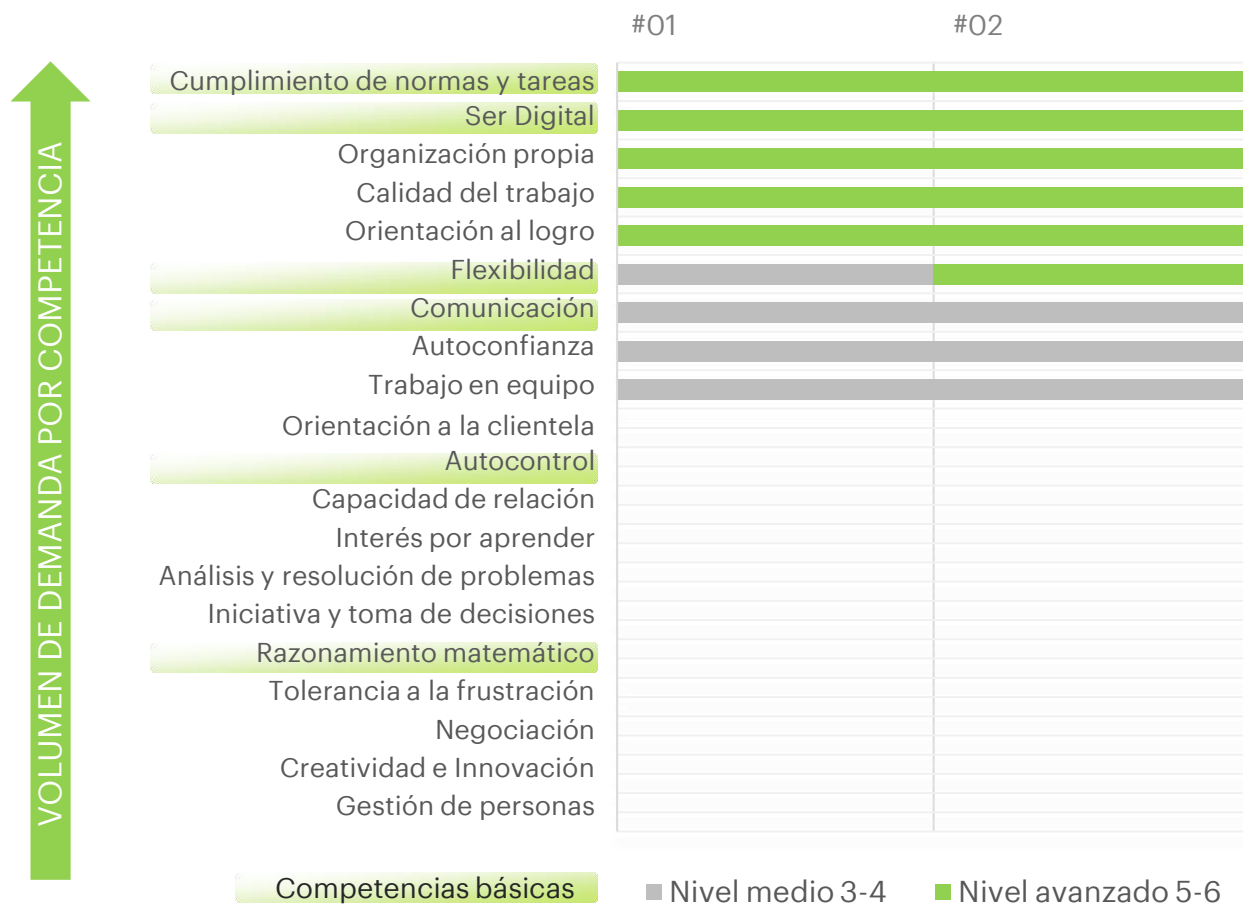 #01 #02
VOLUMEN DE DEMANDA POR COMPETENCIA
Cumplimiento de normas y tareas
Ser Digital
Organización propia
Calidad del trabajo
Orientación al logro
Flexibilidad
Comunicación
Autoconfianza
Trabajo en equipo
Orientación a la clientela
Autocontrol
Capacidad de relación
Interés por aprender
Análisis y resolución de problemas
Iniciativa y toma de decisiones
Razonamiento matemático
Tolerancia a la frustración
Negociación
Creatividad e Innovación
Gestión de personas
Competencias básicas Nivel medio 3-4 Nivel avanzado 5-6